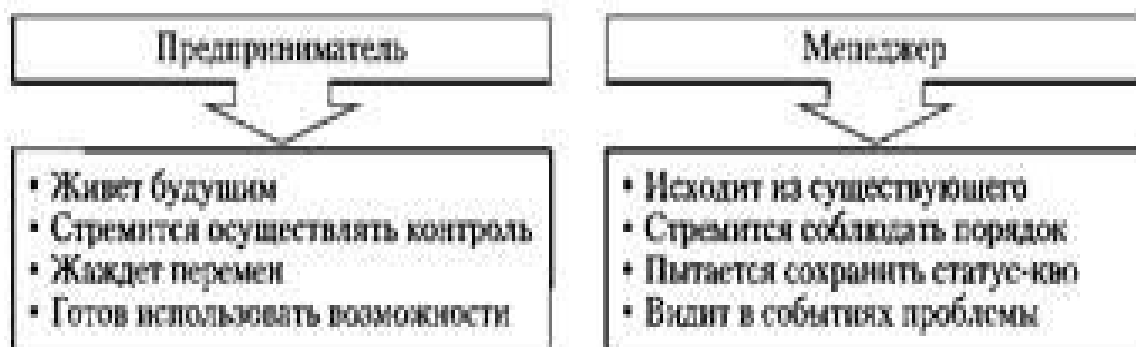 Предприниматель
• Живет будущим
• Стремится осуществлять контроль
• Жаждет перемен
• Готов использовать возможности
Менеджер
• Исходит из существующего
• Стремится соблюдать порядок
• Пытается сохранить статус-кво
• Видит в событиях проблемы